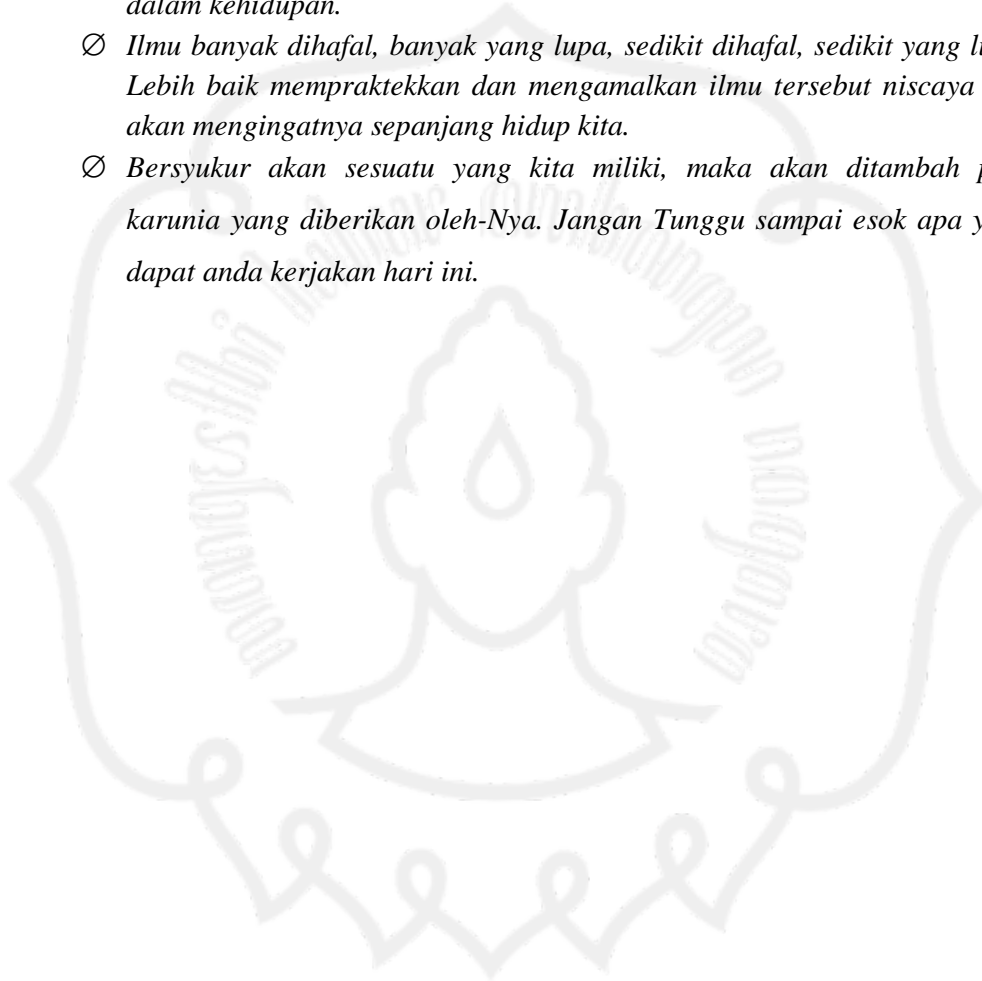 dalam kehidupan.
∅ Ilmu banyak dihafal, banyak yang lupa, sedikit dihafal, sedikit yang
Lebih baik mempraktekkan dan mengamalkan ilmu tersebut niscaya
akan mengingatnya sepanjang hidup kita.
∅ Bersyukur akan sesuatu yang kita miliki, maka akan ditambah
karunia yang diberikan oleh-Nya. Jangan Tunggu sampai esok apa
dapat anda kerjakan hari ini.